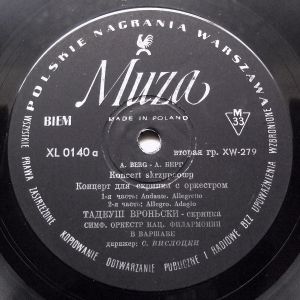 POLSKIE NAGRANIA WARSZAWA
Muza
MADE IN POLAND
BIEM
M
33
XL 0140 a
вторая гр. XW-279
A. BERG - А. БЕРГ
Koncert skrzypcowy
Концерт для скрипки с оркестром
1-я часть: Andante. Allegretto
2-я часть: Allegro. Adagio
ТАДЕУШ ВРОНЬСКИ - скрипка
СИМФ. ОРКЕСТР НАЦ. ФИЛАРМОНИИ
В ВАРШАВЕ
дирижер: С. ВИСЛОЦКИ
WSZYSTKIE PRAWA ZASTRZEŻONE KOPIOWANIE ODTWARZANIE PUBLICZNE I RADIOWE BEZ UPOWAŻNIENIA WZBRONIONE